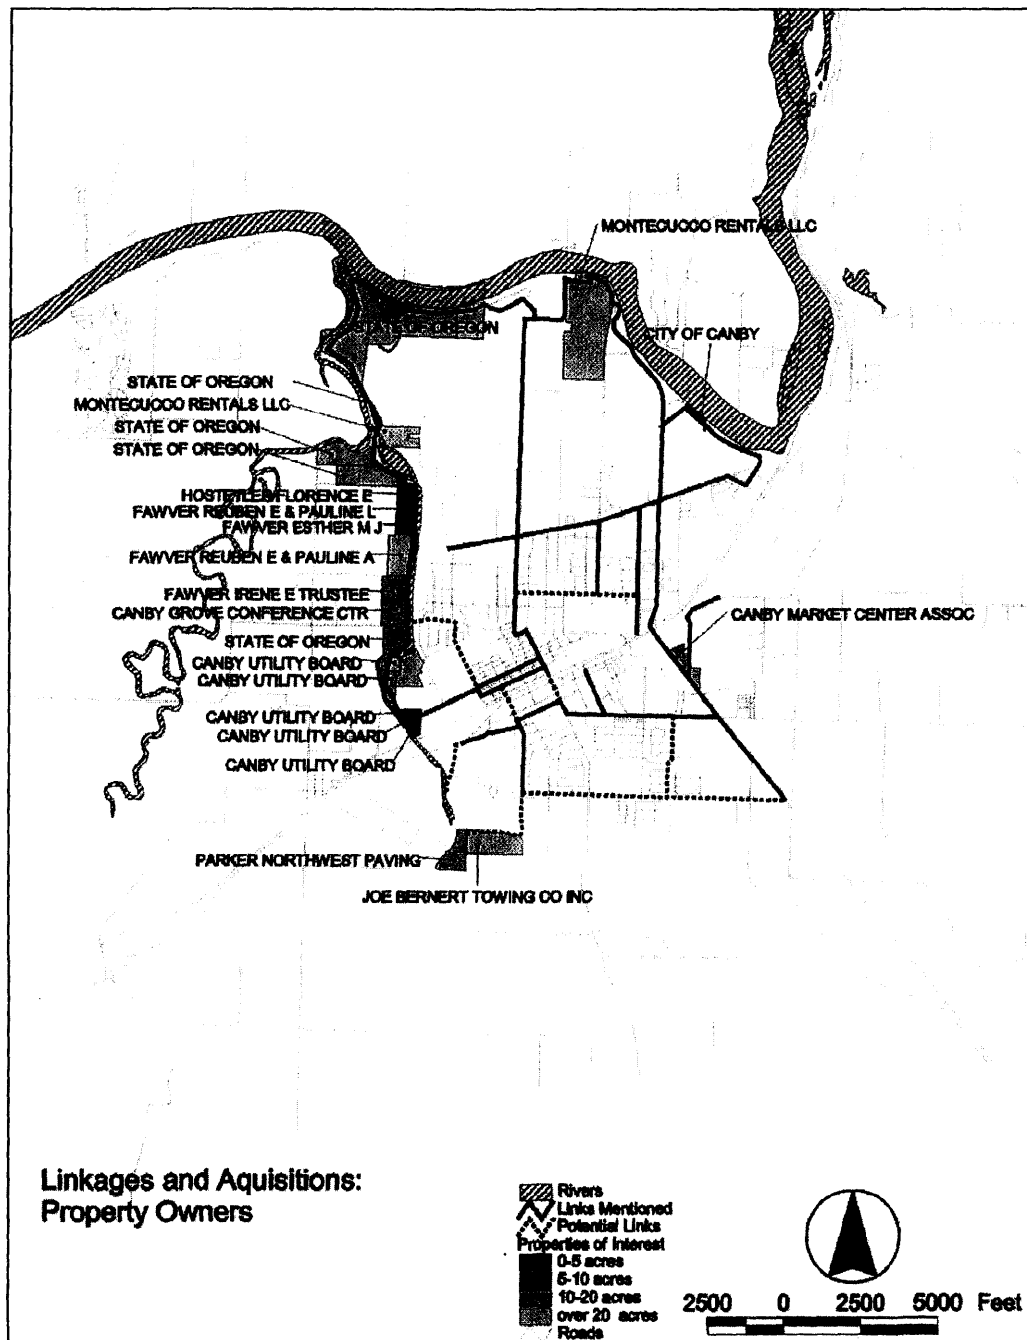 MONTECUCCO RENTALS LLC
STATE OF OREGON
CITY OF CANBY
STATE OF OREGON
MONTECUCCO RENTALS LLC
STATE OF OREGON
STATE OF OREGON
HOSTETLER FLORENCE E
FAWVER REUBEN E & PAULINE L
FAWVER ESTHER M J
FAWVER REUBEN E & PAULINE A
FAWVER IRENE E TRUSTEE
CANBY GROVE CONFERENCE CTR
CANBY MARKET CENTER ASSOC
STATE OF OREGON
CANBY UTILITY BOARD
CANBY UTILITY BOARD
CANBY UTILITY BOARD
CANBY UTILITY BOARD
CANBY UTILITY BOARD
PARKER NORTHWEST PAVING
JOE BERNERT TOWING CO INC
Linkages and Aquisitions:
Property Owners
Rivers
Links Mentioned
Potential Links
Properties of Interest
0-5 acres
5-10 acres
10-20 acres
over 20 acres
Roads
2500 0 2500 5000 Feet